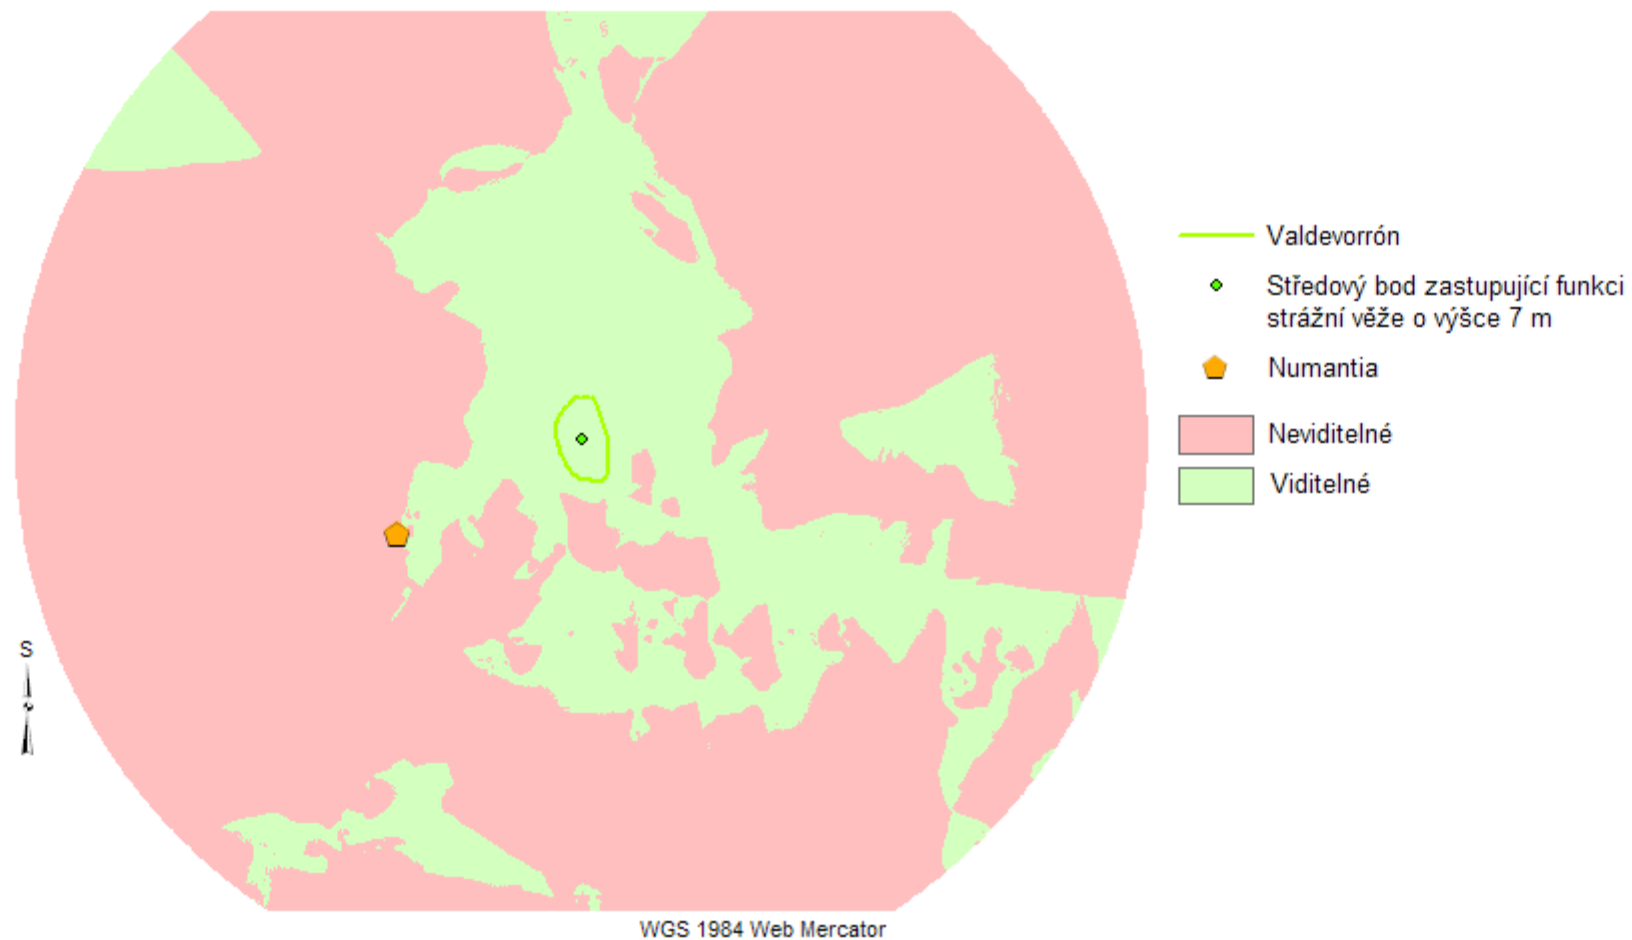 Valdevorrón
Středový bod zastupující funkci
strážní věže o výšce 7 m
Numantia
Neviditelné
Viditelné
S
WGS 1984 Web Mercator